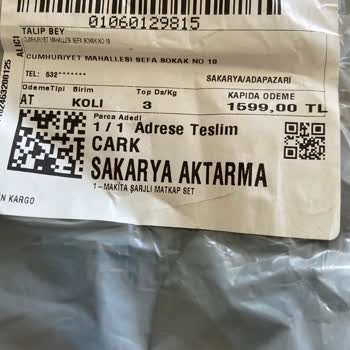 01060129815
ALICI
TALIP BEY
CUMHURIYET MAHALLESI SEFA SOKAK NO 19
CUMHURIYET MAHALLESI SEFA SOKAK NO 19
TEL: 532******* SAKARYA/ADAPAZARI
OdemeTipi Birim Top Ds/Kg KAPIDA ODEME
AT KOLI 3 1599,00 TL
Parca Adedi
1 / 1 Adrese Teslim
CARK
SAKARYA AKTARMA
1-MAKİTA ŞARJLI MATKAP SET
N KARGO